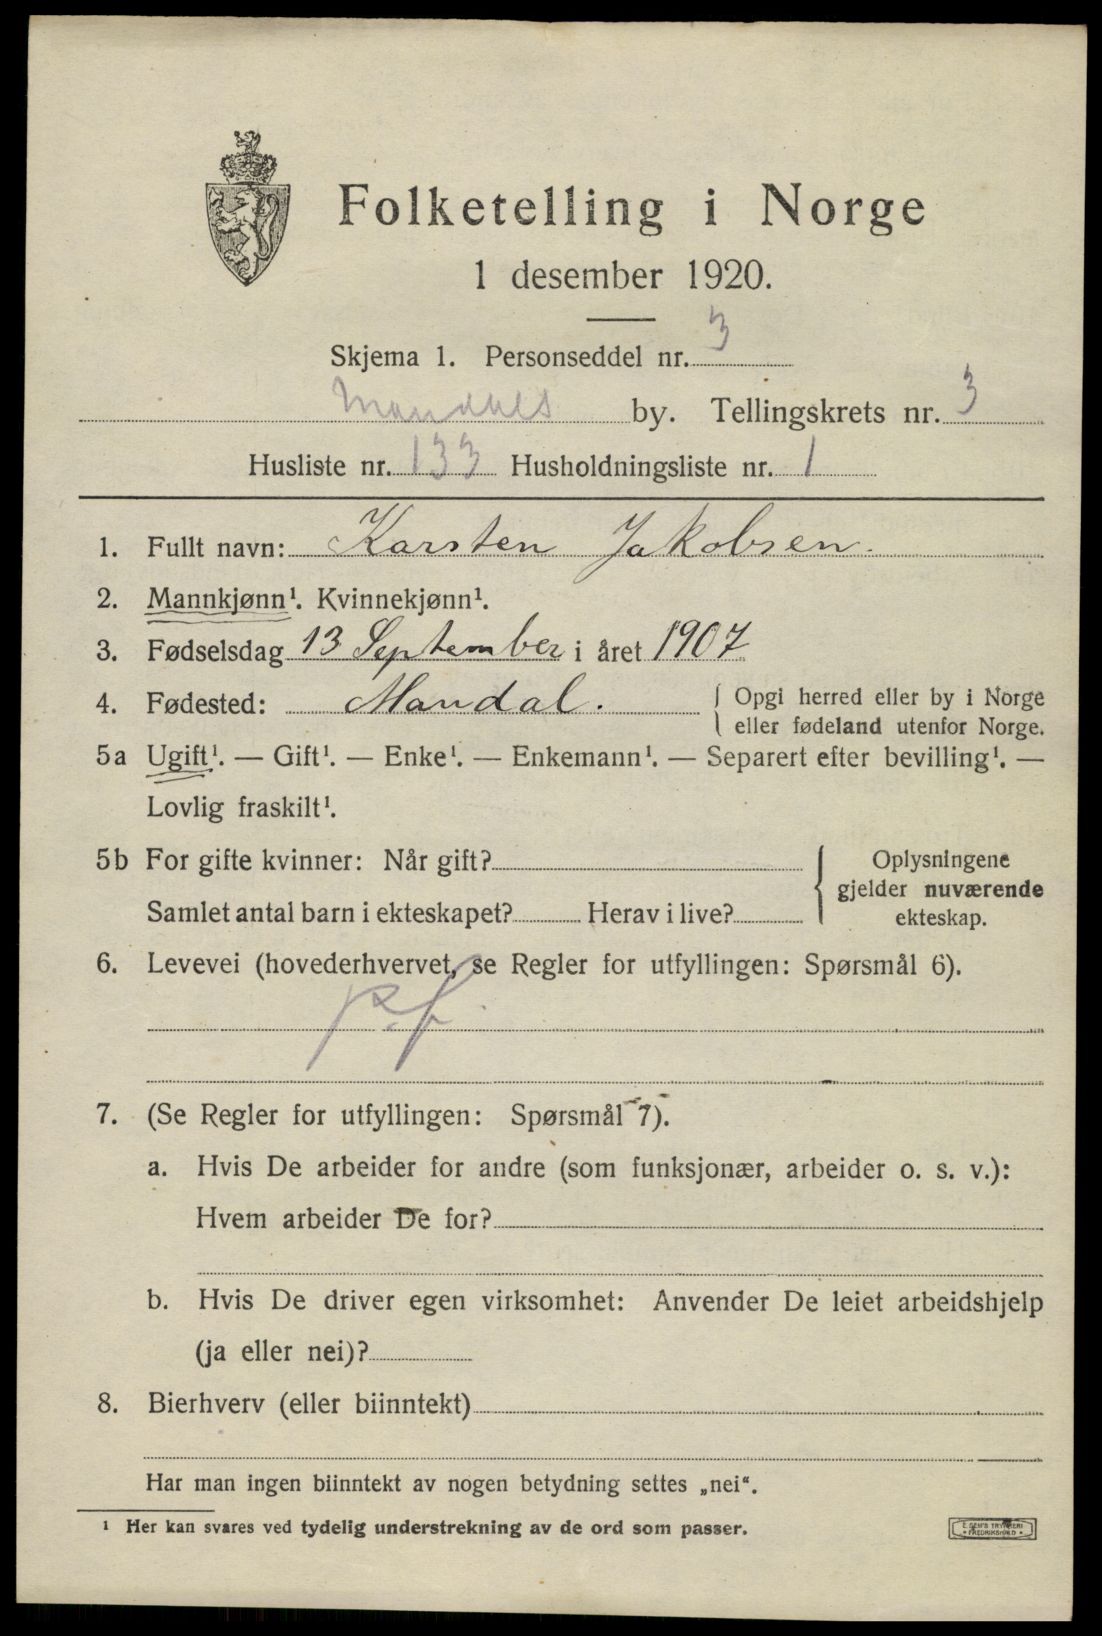 Folketelling i Norge
1 desember 1920.
Skjema 1. Personseddel nr. 3
Mandals by. Tellingskrets nr. 3
Husliste nr. 133 Husholdningsliste nr. 1
1. Fullt navn: Karsten Jakobsen.
2. Mannkjønn¹. Kvinnekjønn¹.
3. Fødselsdag 13 September i året 1907
4. Fødested: Mandal. { Opgi herred eller by i Norge
eller fødeland utenfor Norge.
5a Ugift¹. — Gift¹. — Enke¹. — Enkemann¹. — Separert efter bevilling¹. —
Lovlig fraskilt¹.
5b For gifte kvinner: Når gift?
Samlet antal barn i ekteskapet? Herav i live?
{ Oplysningene
gjelder nuværende
ekteskap.
6. Levevei (hovederhvervet, se Regler for utfyllingen: Spørsmål 6).
p.f.
7. (Se Regler for utfyllingen: Spørsmål 7).
a. Hvis De arbeider for andre (som funksjonær, arbeider o. s. v.):
Hvem arbeider De for?
b. Hvis De driver egen virksomhet: Anvender De leiet arbeidshjelp
(ja eller nei)?
8. Bierhverv (eller biinntekt)
Har man ingen biinntekt av nogen betydning settes „nei".
¹ Her kan svares ved tydelig understrekning av de ord som passer.
E. SEM'S TRYKKERI
FREDRIKSHALD